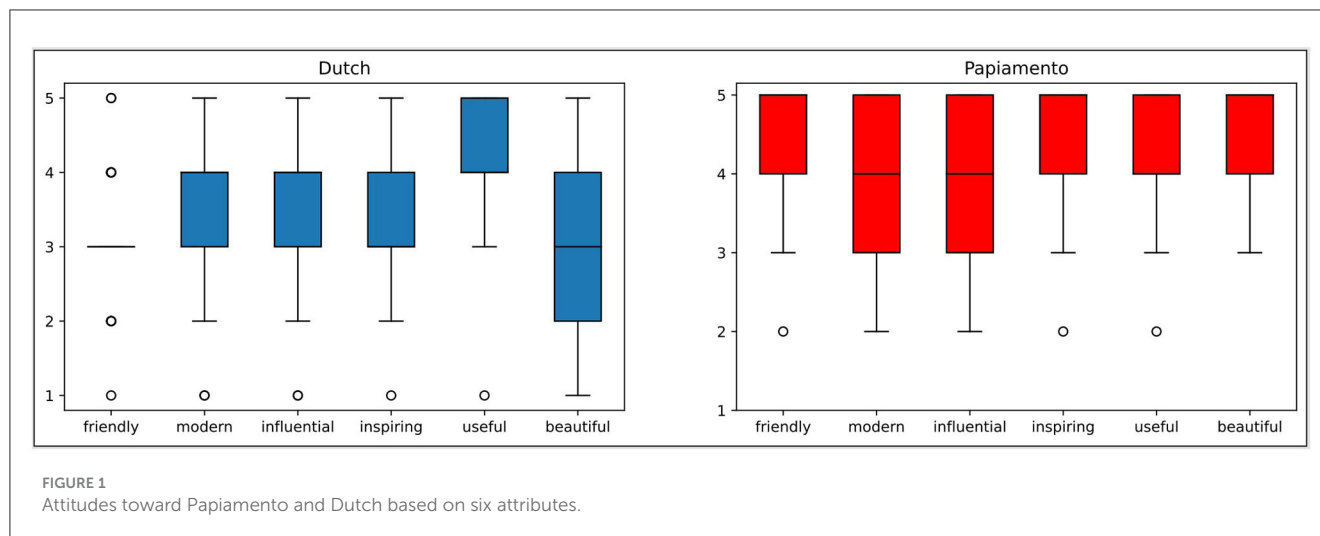 Dutch
5
4
3
2
1
friendly modern influential inspiring useful beautiful
Papiamento
5
4
3
2
1
friendly modern influential inspiring useful beautiful
FIGURE 1
Attitudes toward Papiamento and Dutch based on six attributes.